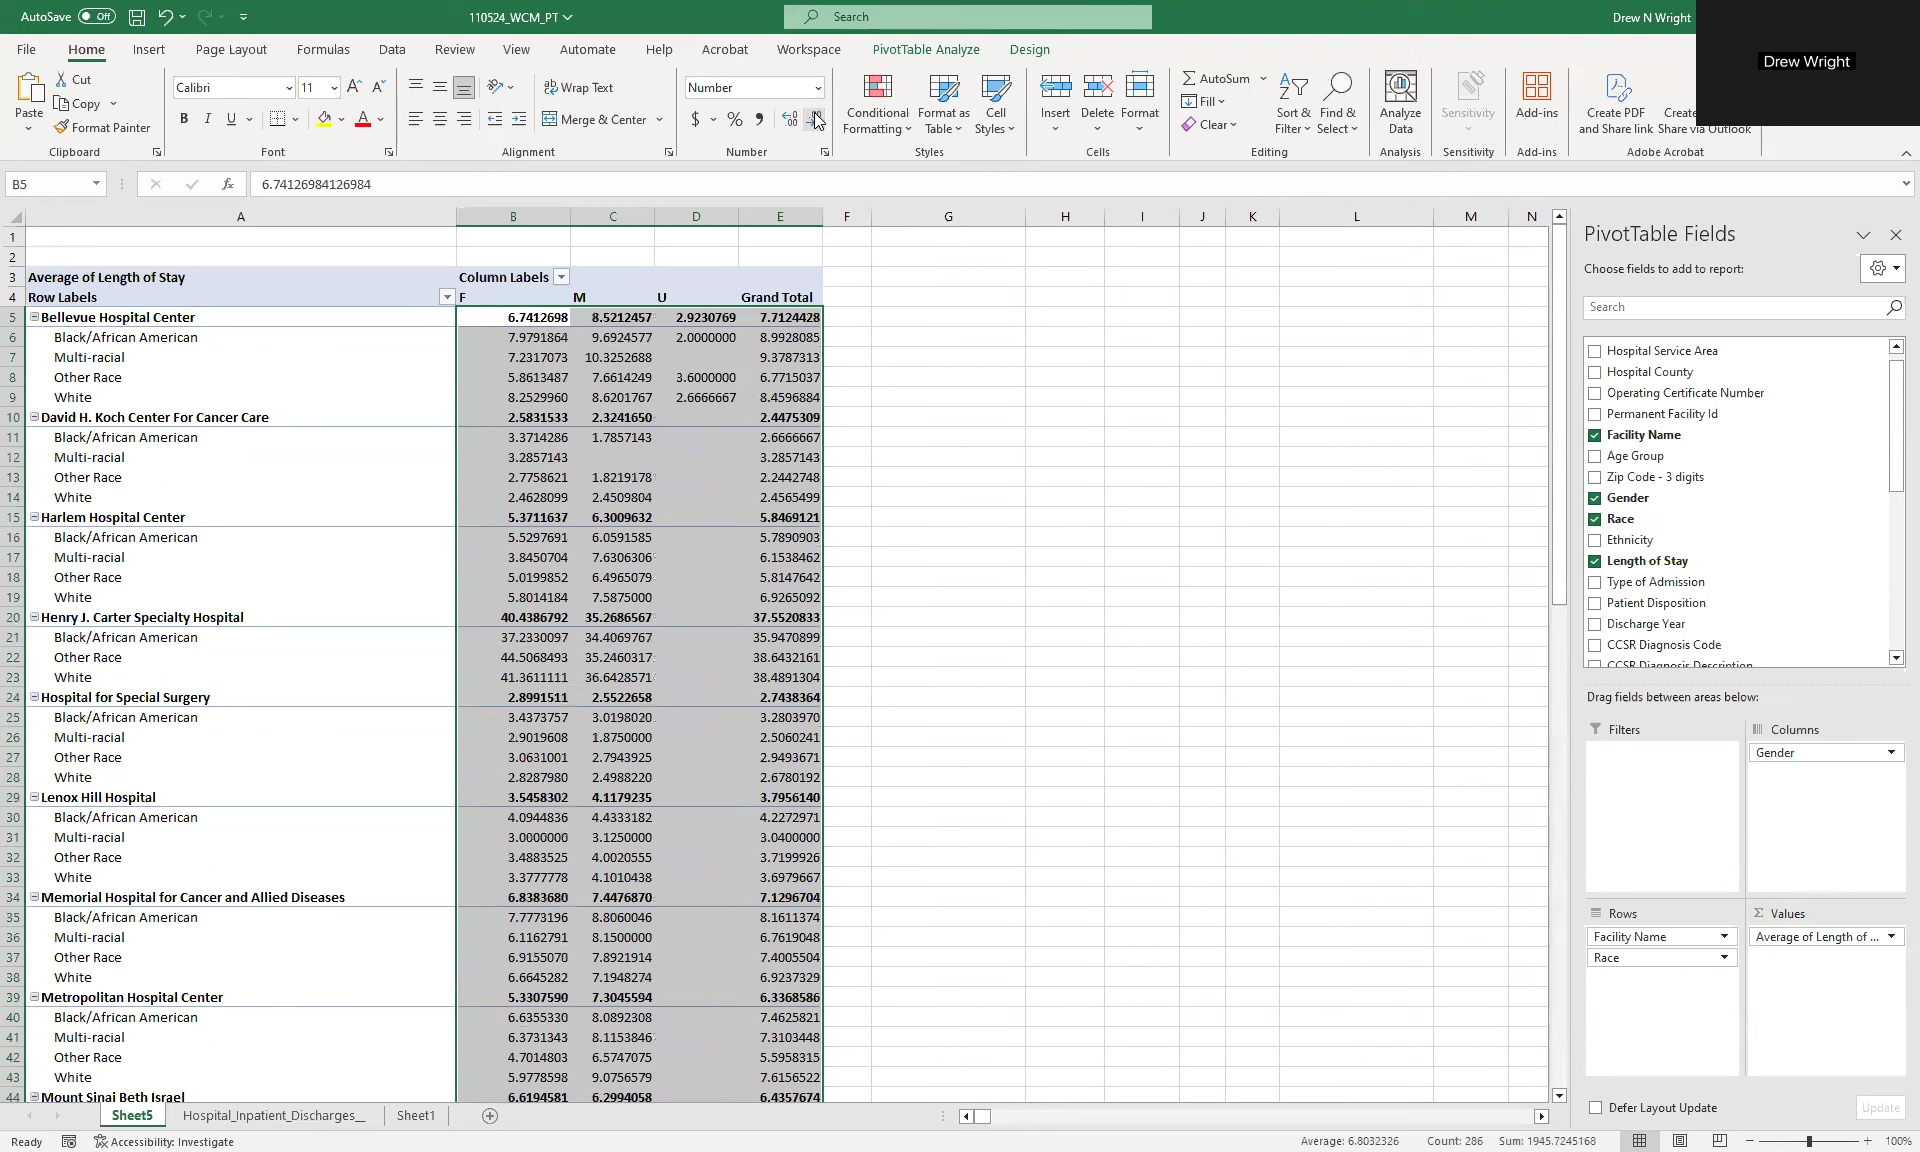 AutoSave Off 110524_WCM_PT Search Drew N Wright
Drew Wright
File Home Insert Page Layout Formulas Data Review View Automate Help Acrobat Workspace PivotTable Analyze Design
Paste
Cut
Copy
Format Painter
Clipboard
Calibri 11
B I U
Font
Wrap Text
Merge & Center
Alignment
Number
$ %
Number
Conditional Formatting
Format as Table
Cell Styles
Styles
Insert
Delete
Format
Cells
AutoSum
Fill
Clear
Sort & Filter
Find & Select
Editing
Analyze Data
Analysis
Sensitivity
Sensitivity
Add-ins
Add-ins
Create PDF and Share link
Share via Outlook
Adobe Acrobat
B5 fx 6.74126984126984
A B C D E F G H I J K L M N
1
2
3 Average of Length of Stay Column Labels
4 Row Labels F M U Grand Total
5 Bellevue Hospital Center 6.7412698 8.5212457 2.9230769 7.7124428
6 Black/African American 7.9791864 9.6924577 2.0000000 8.9928085
7 Multi-racial 7.2317073 10.3252688 9.3787313
8 Other Race 5.8613487 7.6614249 3.6000000 6.7715037
9 White 8.2529960 8.6201767 2.6666667 8.4596884
10 David H. Koch Center For Cancer Care 2.5831533 2.3241650 2.4475309
11 Black/African American 3.3714286 1.7857143 2.6666667
12 Multi-racial 3.2857143 3.2857143
13 Other Race 2.7758621 1.8219178 2.2442748
14 White 2.4628099 2.4509804 2.4565499
15 Harlem Hospital Center 5.3711637 6.3009632 5.8469121
16 Black/African American 5.5297691 6.0591585 5.7890903
17 Multi-racial 3.8450704 7.6306306 6.1538462
18 Other Race 5.0199852 6.4965079 5.8147642
19 White 5.8014184 7.5875000 6.9265092
20 Henry J. Carter Specialty Hospital 40.4386792 35.2686567 37.5520833
21 Black/African American 37.2330097 34.4069767 35.9470899
22 Other Race 44.5068493 35.2460317 38.6432161
23 White 41.3611111 36.6428571 38.4891304
24 Hospital for Special Surgery 2.8991511 2.5522658 2.7438364
25 Black/African American 3.4373757 3.0198020 3.2803970
26 Multi-racial 2.9019608 1.8750000 2.5060241
27 Other Race 3.0631001 2.7943925 2.9493671
28 White 2.8287980 2.4988220 2.6780192
29 Lenox Hill Hospital 3.5458302 4.1179235 3.7956140
30 Black/African American 4.0944836 4.4333182 4.2272971
31 Multi-racial 3.0000000 3.1250000 3.0400000
32 Other Race 3.4883525 4.0020555 3.7199926
33 White 3.3777778 4.1010438 3.6979667
34 Memorial Hospital for Cancer and Allied Diseases 6.8383680 7.4476870 7.1296704
35 Black/African American 7.7773196 8.8060046 8.1611374
36 Multi-racial 6.1162791 8.1500000 6.7619048
37 Other Race 6.9155070 7.8921914 7.4005504
38 White 6.6645282 7.1948274 6.9237329
39 Metropolitan Hospital Center 5.3307590 7.3045594 6.3368586
40 Black/African American 6.6355330 8.0892308 7.4625821
41 Multi-racial 6.3731343 8.1153846 7.3103448
42 Other Race 4.7014803 6.5747075 5.5958315
43 White 5.9778598 9.0756579 7.6156522
44 Mount Sinai Beth Israel 6.6194581 6.2994058 6.4357674
PivotTable Fields
Choose fields to add to report:
Search
Hospital Service Area
Hospital County
Operating Certificate Number
Permanent Facility Id
Facility Name
Age Group
Zip Code - 3 digits
Gender
Race
Ethnicity
Length of Stay
Type of Admission
Patient Disposition
Discharge Year
CCSR Diagnosis Code
CCSR Diagnosis Description
Drag fields between areas below:
Filters Columns
Gender
Rows Σ Values
Facility Name Average of Length of ...
Race
Defer Layout Update Update
Sheet5 Hospital_Inpatient_Discharges__ Sheet1
Ready Accessibility: Investigate Average: 6.8032326 Count: 286 Sum: 1945.7245168 100%